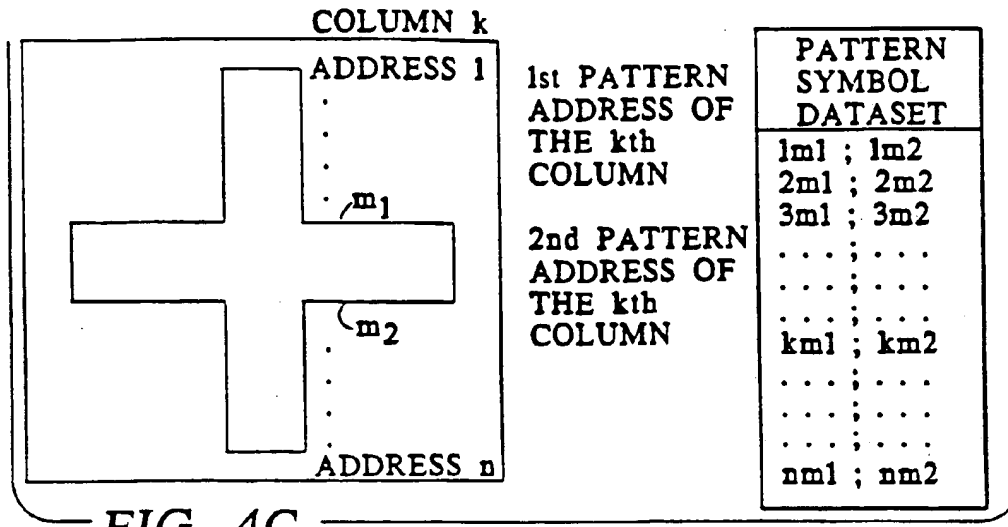 COLUMN k
ADDRESS 1
m1
m2
ADDRESS n
1st PATTERN
ADDRESS OF
THE kth
COLUMN
2nd PATTERN
ADDRESS OF
THE kth
COLUMN
PATTERN
SYMBOL
DATASET
1m1 ; 1m2
2m1 ; 2m2
3m1 ; 3m2
. . . ; . . .
. . . ; . . .
. . . ; . . .
km1 ; km2
. . . ; . . .
. . . ; . . .
. . . ; . . .
nm1 ; nm2
FIG. 4C